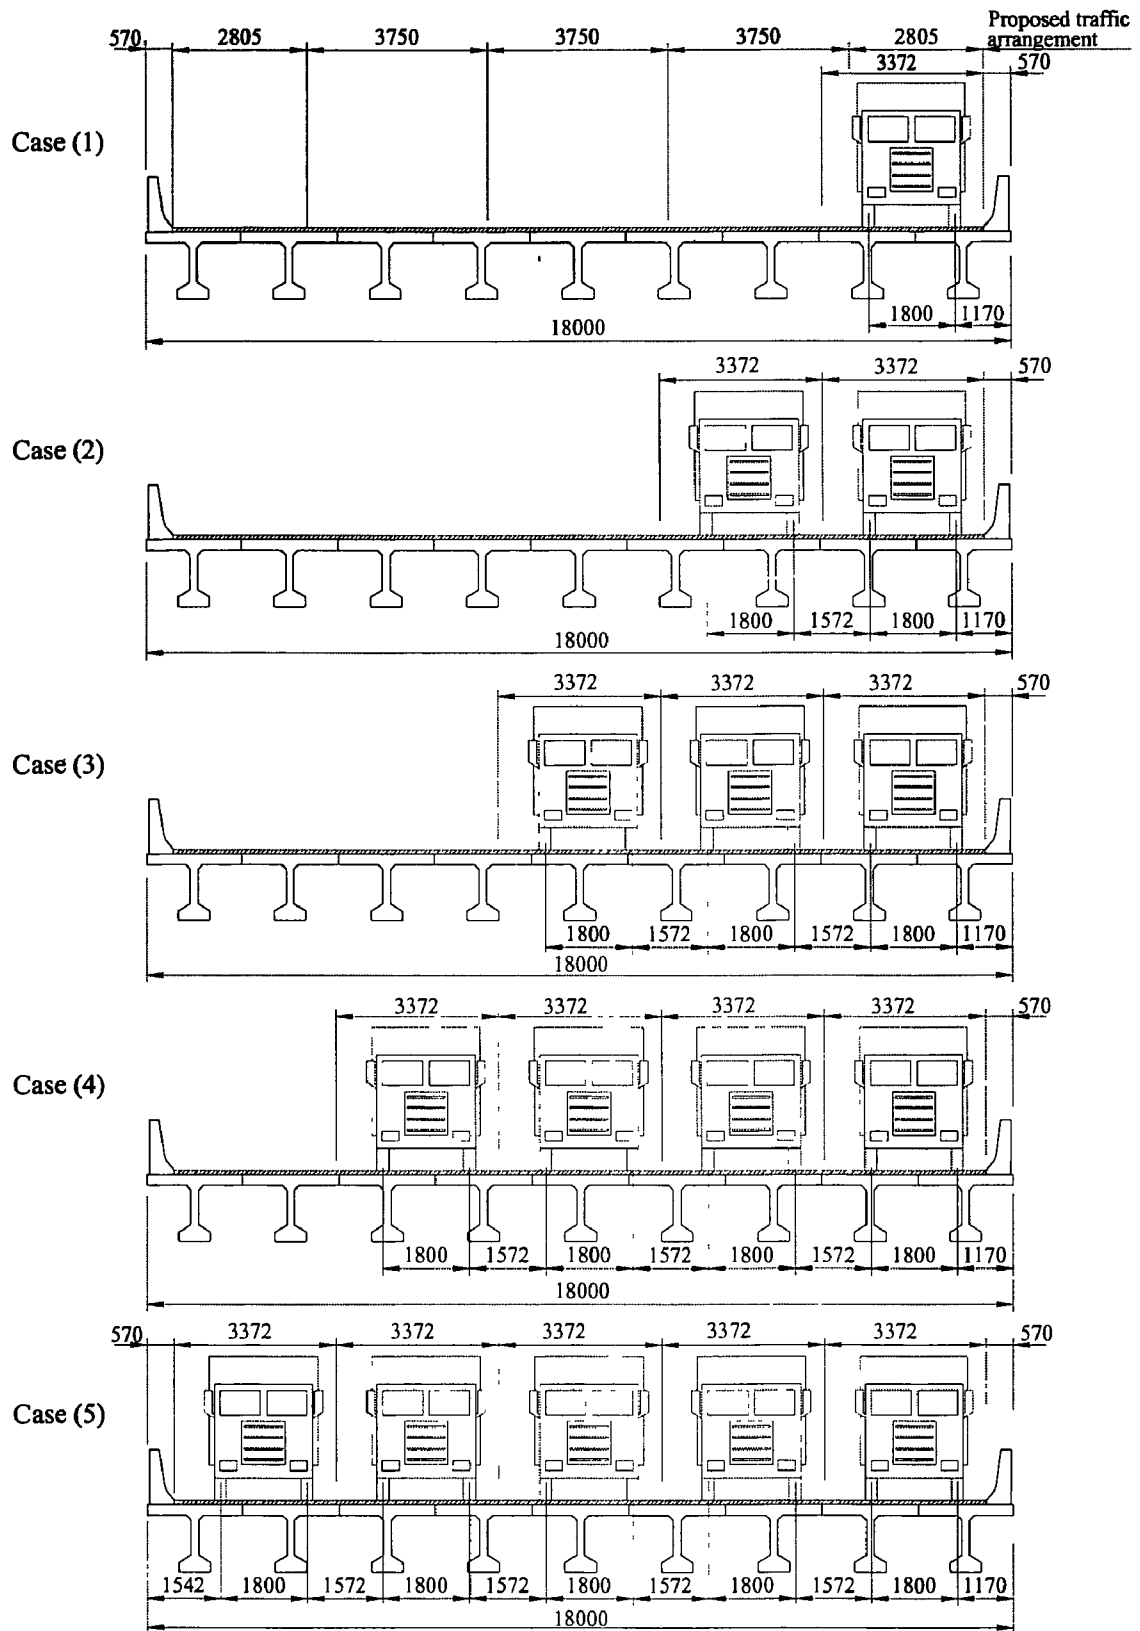 Proposed traffic
arrangement
570 2805 3750 3750 3750 2805
3372 570
Case (1)
1800 1170
18000
3372 3372 570
Case (2)
1800 1572 1800 1170
18000
3372 3372 3372 570
Case (3)
1800 1572 1800 1572 1800 1170
18000
3372 3372 3372 3372 570
Case (4)
1800 1572 1800 1572 1800 1572 1800 1170
18000
570 3372 3372 3372 3372 3372 570
Case (5)
1542 1800 1572 1800 1572 1800 1572 1800 1572 1800 1170
18000